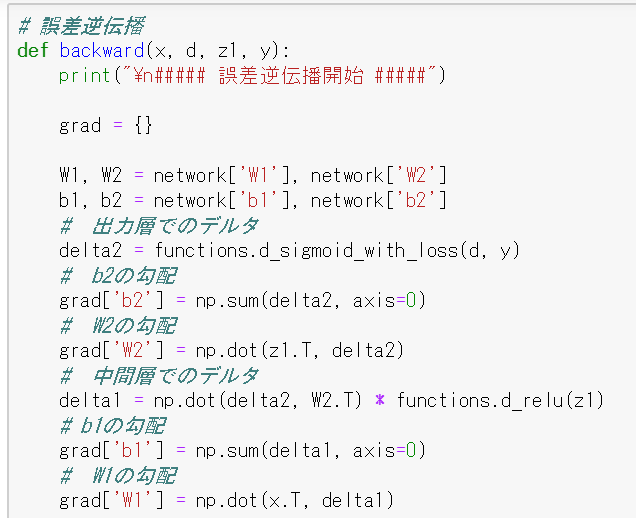 # 誤差逆伝播
def backward(x, d, z1, y):
    print("¥n##### 誤差逆伝播開始 #####")
    grad = {}
    W1, W2 = network['W1'], network['W2']
    b1, b2 = network['b1'], network['b2']
    #  出力層でのデルタ
    delta2 = functions.d_sigmoid_with_loss(d, y)
    #  b2の勾配
    grad['b2'] = np.sum(delta2, axis=0)
    #  W2の勾配
    grad['W2'] = np.dot(z1.T, delta2)
    #  中間層でのデルタ
    delta1 = np.dot(delta2, W2.T) * functions.d_relu(z1)
    # b1の勾配
    grad['b1'] = np.sum(delta1, axis=0)
    #  W1の勾配
    grad['W1'] = np.dot(x.T, delta1)